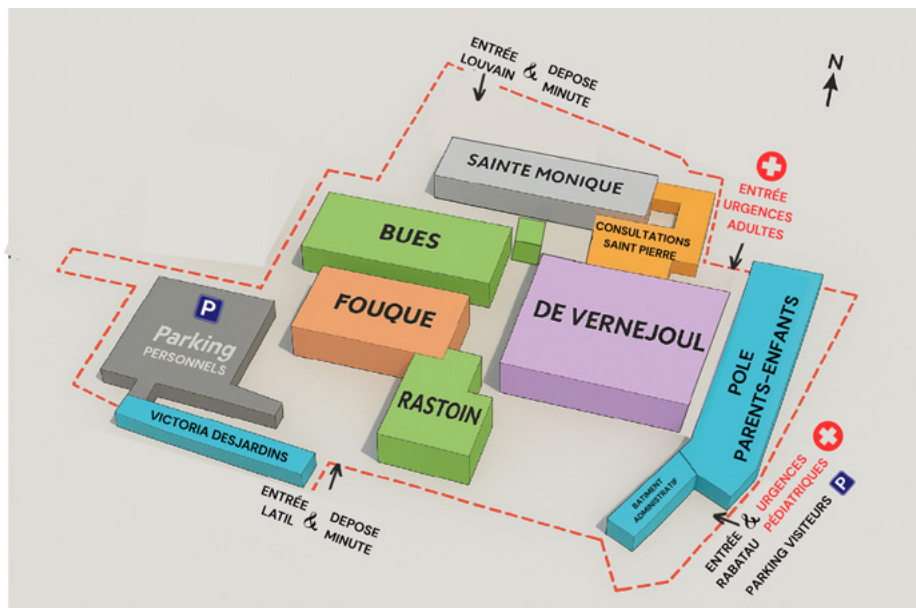 ENTRÉE
LOUVAIN
&
DEPOSE
MINUTE
N
SAINTE MONIQUE
ENTRÉE
URGENCES
ADULTES
CONSULTATIONS
SAINT PIERRE
BUES
FOUQUE
DE VERNEJOUL
P
Parking
PERSONNELS
RASTOIN
POLE
PARENTS-ENFANTS
VICTORIA DESJARDINS
BATIMENT
ADMINISTRATIF
ENTRÉE
LATIL
&
DEPOSE
MINUTE
ENTRÉE
RABATAU
&
URGENCES
PÉDIATRIQUES
PARKING VISITEURS
P